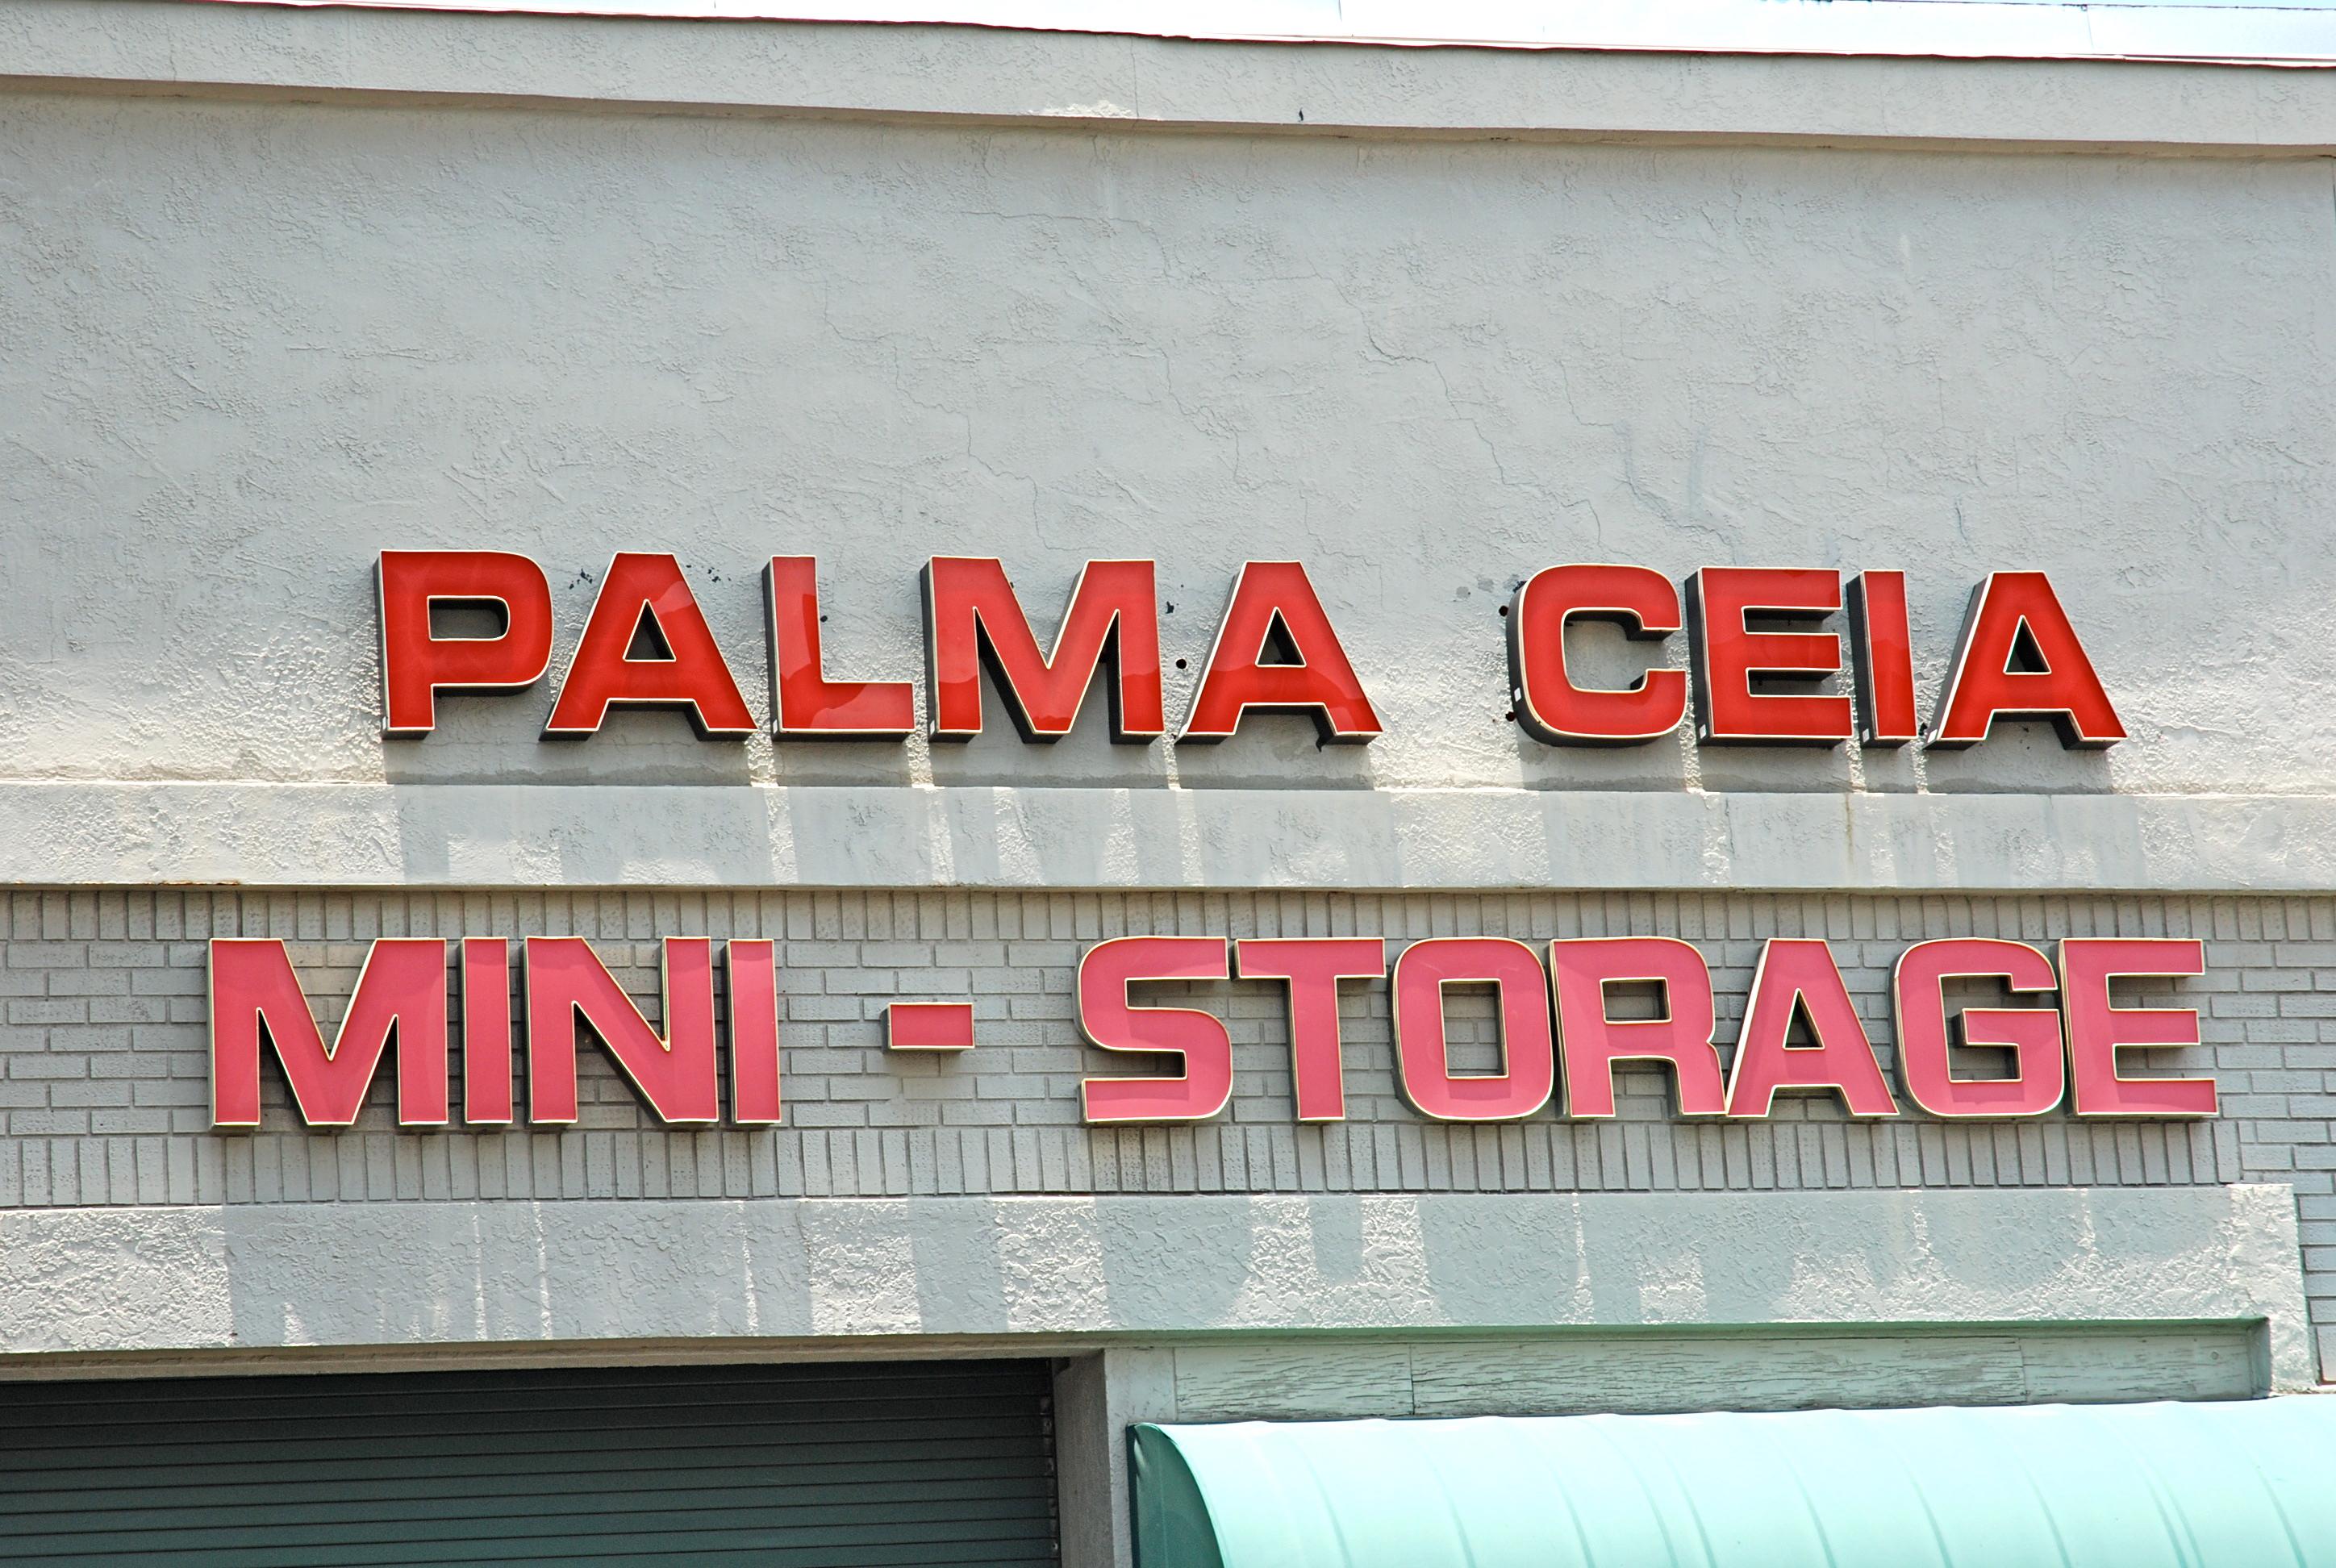 PALMA CEIA
MINI - STORAGE